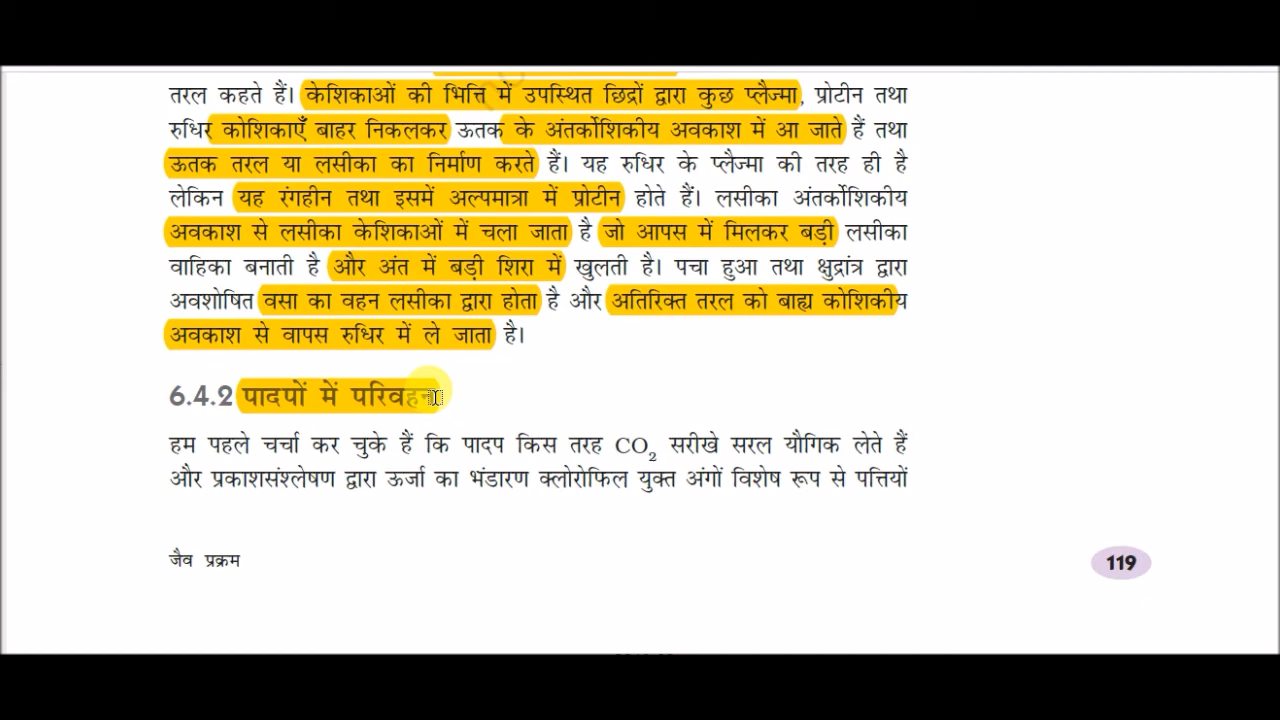 तरल कहते हैं। केशिकाओं की भित्ति में उपस्थित छिद्रों द्वारा कुछ प्लैज्मा, प्रोटीन तथा
रुधिर कोशिकाएँ बाहर निकलकर ऊतक के अंतर्कोशिकीय अवकाश में आ जाते हैं तथा
ऊतक तरल या लसीका का निर्माण करते हैं। यह रुधिर के प्लैज्मा की तरह ही है
लेकिन यह रंगहीन तथा इसमें अल्पमात्रा में प्रोटीन होते हैं। लसीका अंतर्कोशिकीय
अवकाश से लसीका केशिकाओं में चला जाता है जो आपस में मिलकर बड़ी लसीका
वाहिका बनाती है और अंत में बड़ी शिरा में खुलती है। पचा हुआ तथा क्षुद्रांत्र द्वारा
अवशोषित वसा का वहन लसीका द्वारा होता है और अतिरिक्त तरल को बाह्य कोशिकीय
अवकाश से वापस रुधिर में ले जाता है।
6.4.2 पादपों में परिवहन
हम पहले चर्चा कर चुके हैं कि पादप किस तरह CO₂ सरीखे सरल यौगिक लेते हैं
और प्रकाशसंश्लेषण द्वारा ऊर्जा का भंडारण क्लोरोफिल युक्त अंगों विशेष रूप से पत्तियों
जैव प्रक्रम
119